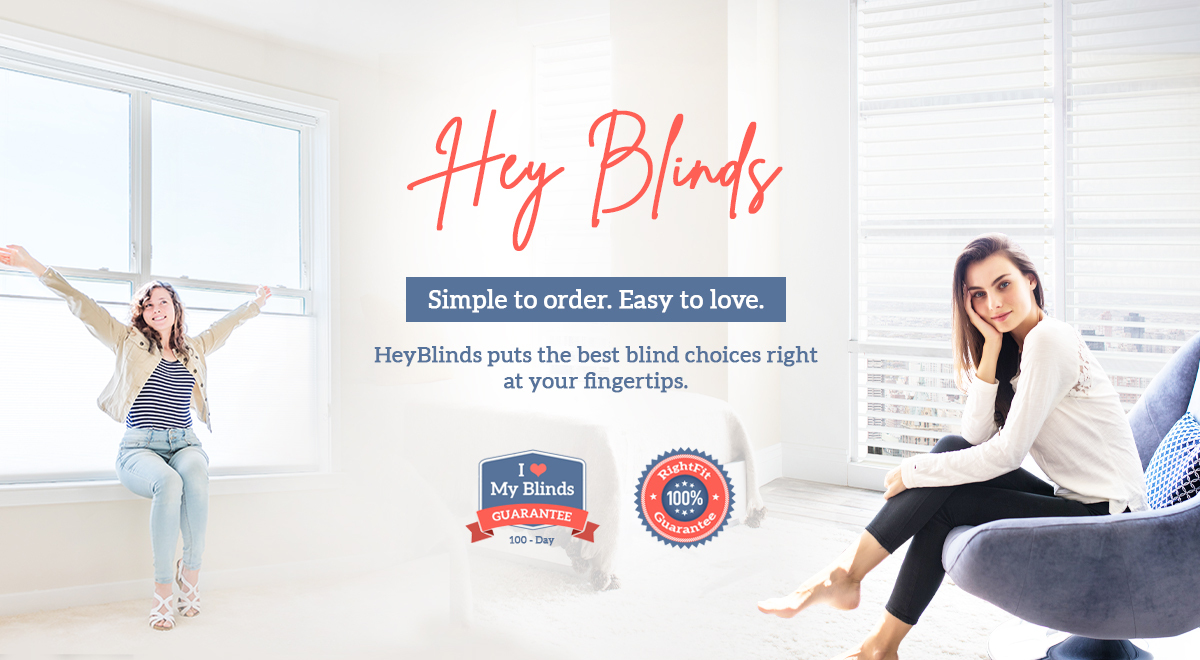 Hey Blinds
Simple to order. Easy to love.
HeyBlinds puts the best blind choices right
at your fingertips.
I ❤ 
My Blinds
GUARANTEE
100 - Day
RightFit
100%
Guarantee